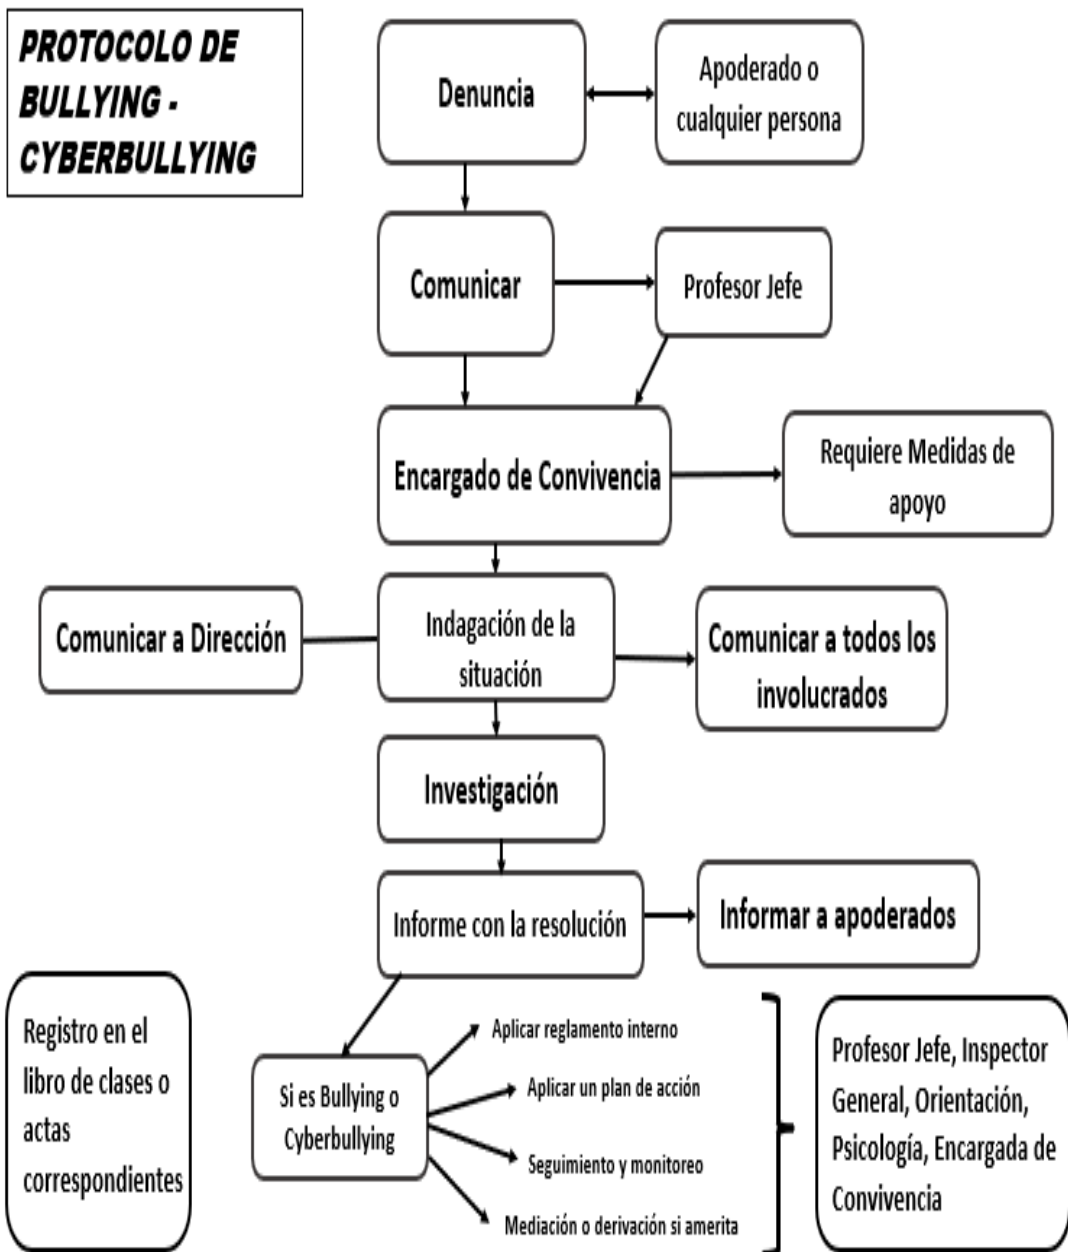 PROTOCOLO DE
BULLYING -
CYBERBULLYING
Denuncia
Apoderado o
cualquier persona
Comunicar
Profesor Jefe
Encargado de Convivencia
Requiere Medidas de
apoyo
Comunicar a Dirección
Indagación de la
situación
Comunicar a todos los
involucrados
Investigación
Informe con la resolución
Informar a apoderados
Registro en el
libro de clases o
actas
correspondientes
Si es Bullying o
Cyberbullying
Aplicar reglamento interno
Aplicar un plan de acción
Seguimiento y monitoreo
Mediación o derivación si amerita
Profesor Jefe, Inspector
General, Orientación,
Psicología, Encargada de
Convivencia